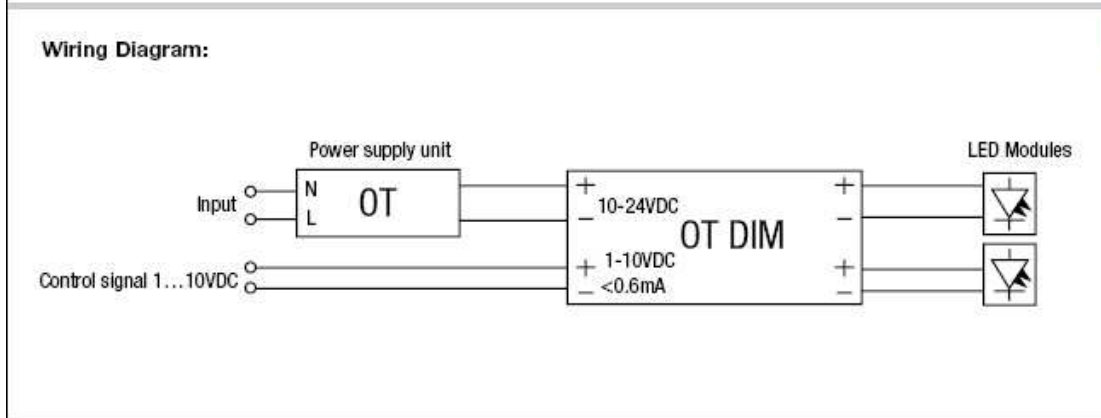 Wiring Diagram:
Power supply unit
LED Modules
Input
N
L
OT
+
10-24VDC
−
OT DIM
+
−
Control signal 1...10VDC
+
1-10VDC
−
<0.6mA
+
−